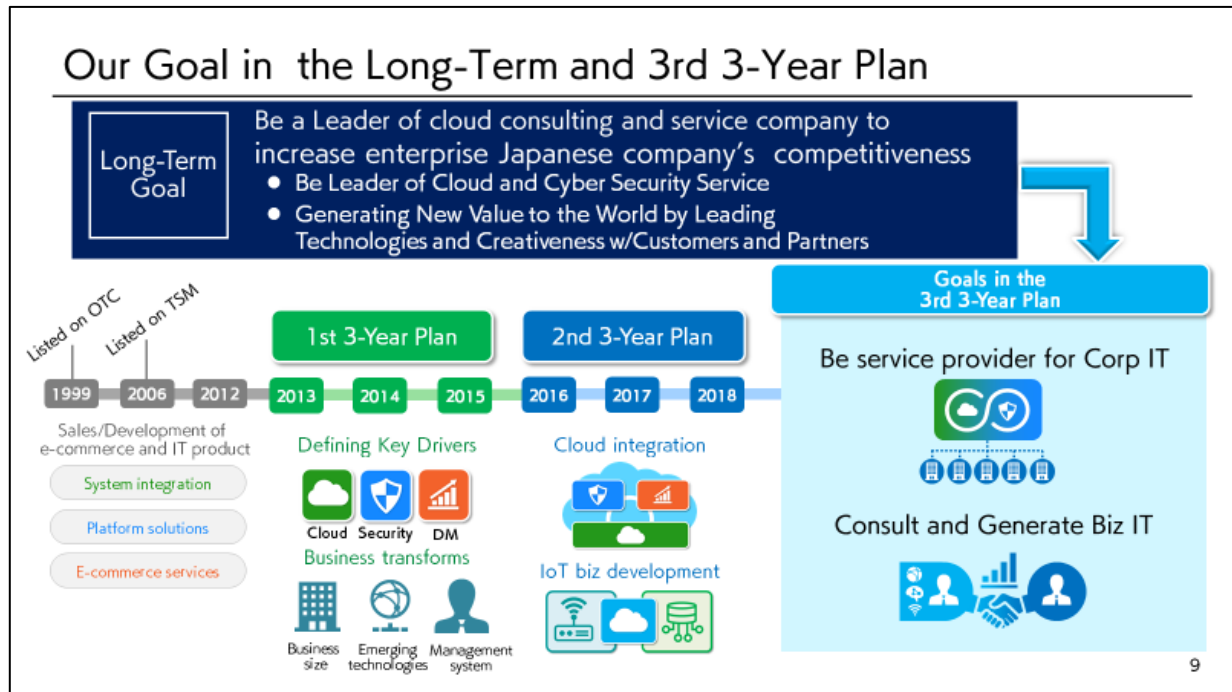 Our Goal in the Long-Term and 3rd 3-Year Plan
Long-Term
Goal
Be a Leader of cloud consulting and service company to
increase enterprise Japanese company's competitiveness
● Be Leader of Cloud and Cyber Security Service
● Generating New Value to the World by Leading
Technologies and Creativeness w/Customers and Partners
Goals in the
3rd 3-Year Plan
Listed on OTC
Listed on TSM
1st 3-Year Plan
2nd 3-Year Plan
1999
2006
2012
2013
2014
2015
2016
2017
2018
Sales/Development of
e-commerce and IT product
System integration
Platform solutions
E-commerce services
Defining Key Drivers
Cloud
Security
DM
Business transforms
Business
size
Emerging
technologies
Management
system
Cloud integration
IoT biz development
Be service provider for Corp IT
Consult and Generate Biz IT
9